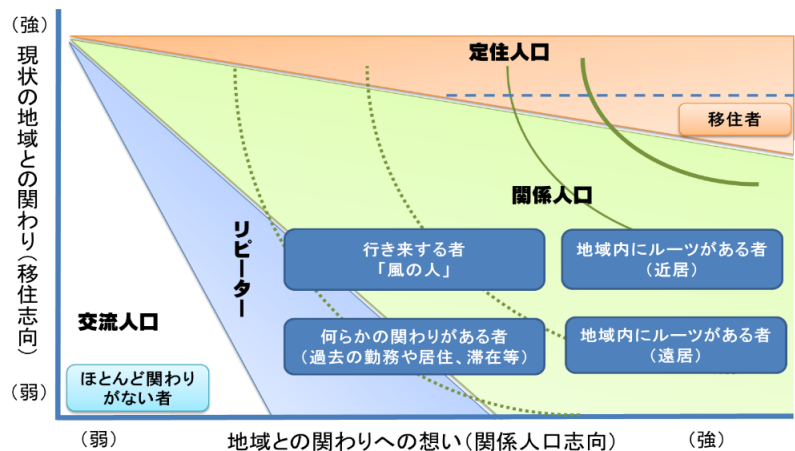 （強）
現状の地域との関わり（移住志向）
（弱）
定住人口
移住者
関係人口
リピーター
行き来する者
「風の人」
地域内にルーツがある者
（近居）
交流人口
何らかの関わりがある者
（過去の勤務や居住、滞在等）
地域内にルーツがある者
（遠居）
ほとんど関わり
がない者
（弱）
地域との関わりへの想い（関係人口志向）
（強）